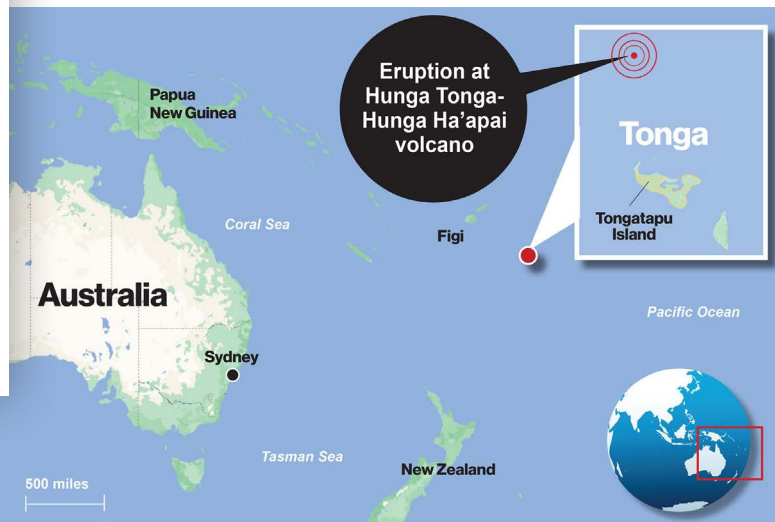 Papua
New Guinea
Eruption at
Hunga Tonga-
Hunga Ha'apai
volcano
Tonga
Tongatapu
Island
Coral Sea
Figi
Australia
Pacific Ocean
Sydney
Tasman Sea
New Zealand
500 miles